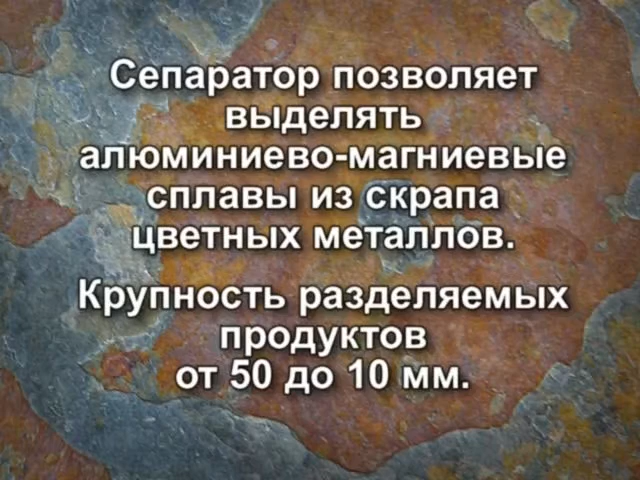 Сепаратор позволяет
выделять
алюминиево-магниевые
сплавы из скрапа
цветных металлов.
Крупность разделяемых
продуктов
от 50 до 10 мм.